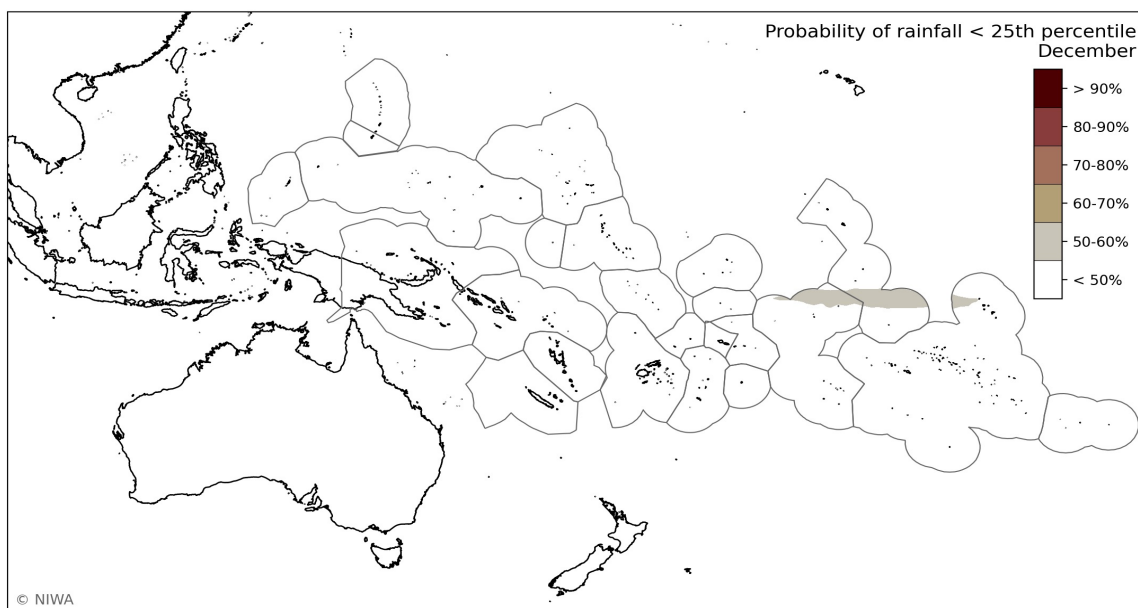 Probability of rainfall < 25th percentile
December
> 90%
80-90%
70-80%
60-70%
50-60%
< 50%
© NIWA